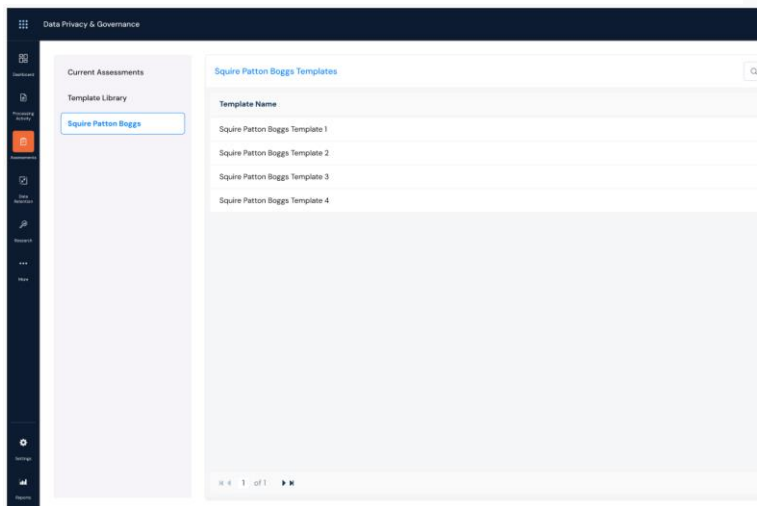 Data Privacy & Governance
Dashboard
Processing
Activity
Assessments
Data
Retention
Research
More
Settings
Reports
Current Assessments
Template Library
Squire Patton Boggs
Squire Patton Boggs Templates
Template Name
Squire Patton Boggs Template 1
Squire Patton Boggs Template 2
Squire Patton Boggs Template 3
Squire Patton Boggs Template 4
1 of 1